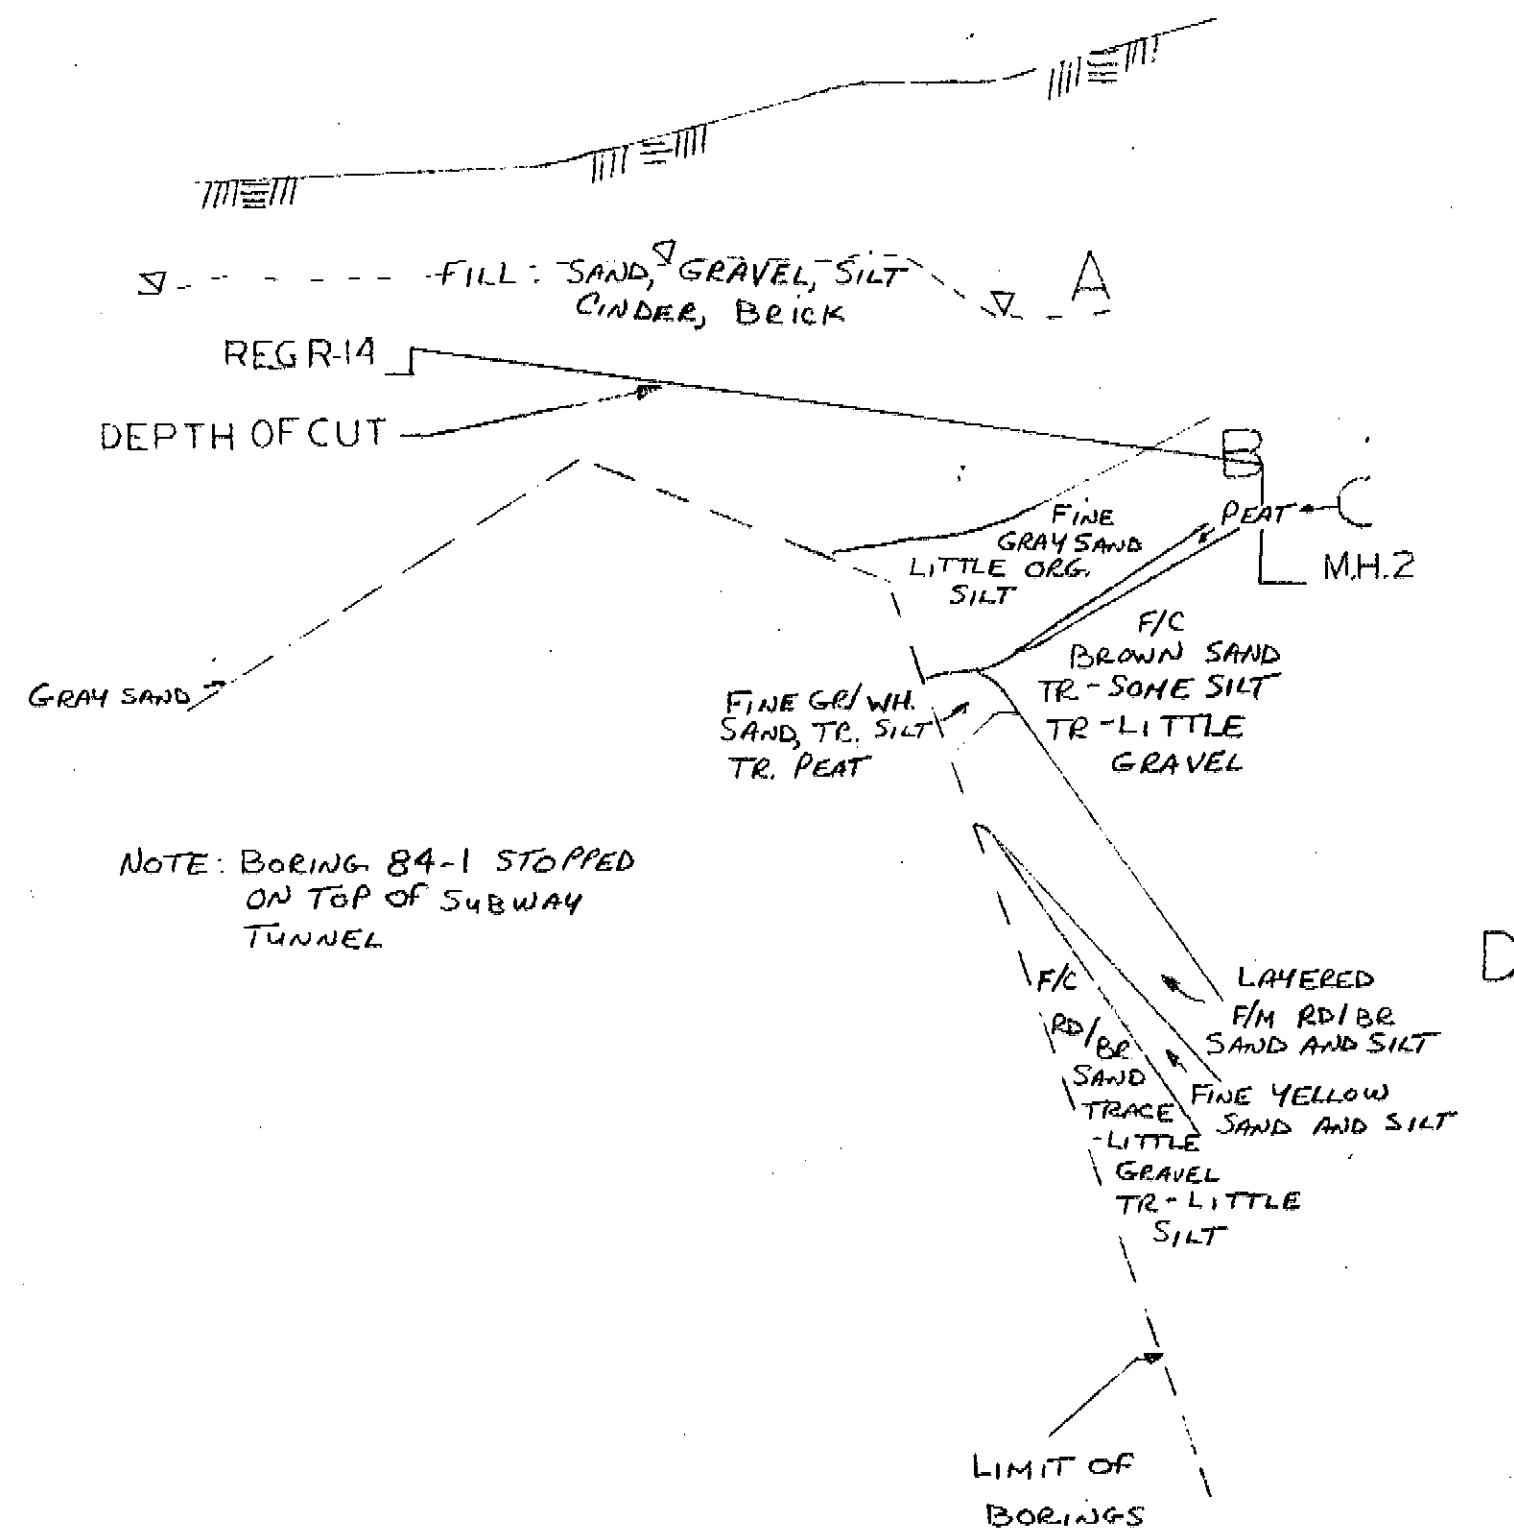 FILL: SAND, GRAVEL, SILT
CINDER, BRICK
A
REG R-14
DEPTH OF CUT
B
PEAT
C
M.H.2
FINE
GRAY SAND
LITTLE ORG.
SILT
F/C
BROWN SAND
TR-SOME SILT
TR-LITTLE
GRAVEL
GRAY SAND
FINE GR/WH.
SAND, TR. SILT
TR. PEAT
NOTE: BORING 84-1 STOPPED
ON TOP OF SUBWAY
TUNNEL
D
LAYERED
F/M RD/BR
SAND AND SILT
FINE YELLOW
SAND AND SILT
F/C
RD/BR
SAND
TRACE
-LITTLE
GRAVEL
TR-LITTLE
SILT
LIMIT OF
BORINGS